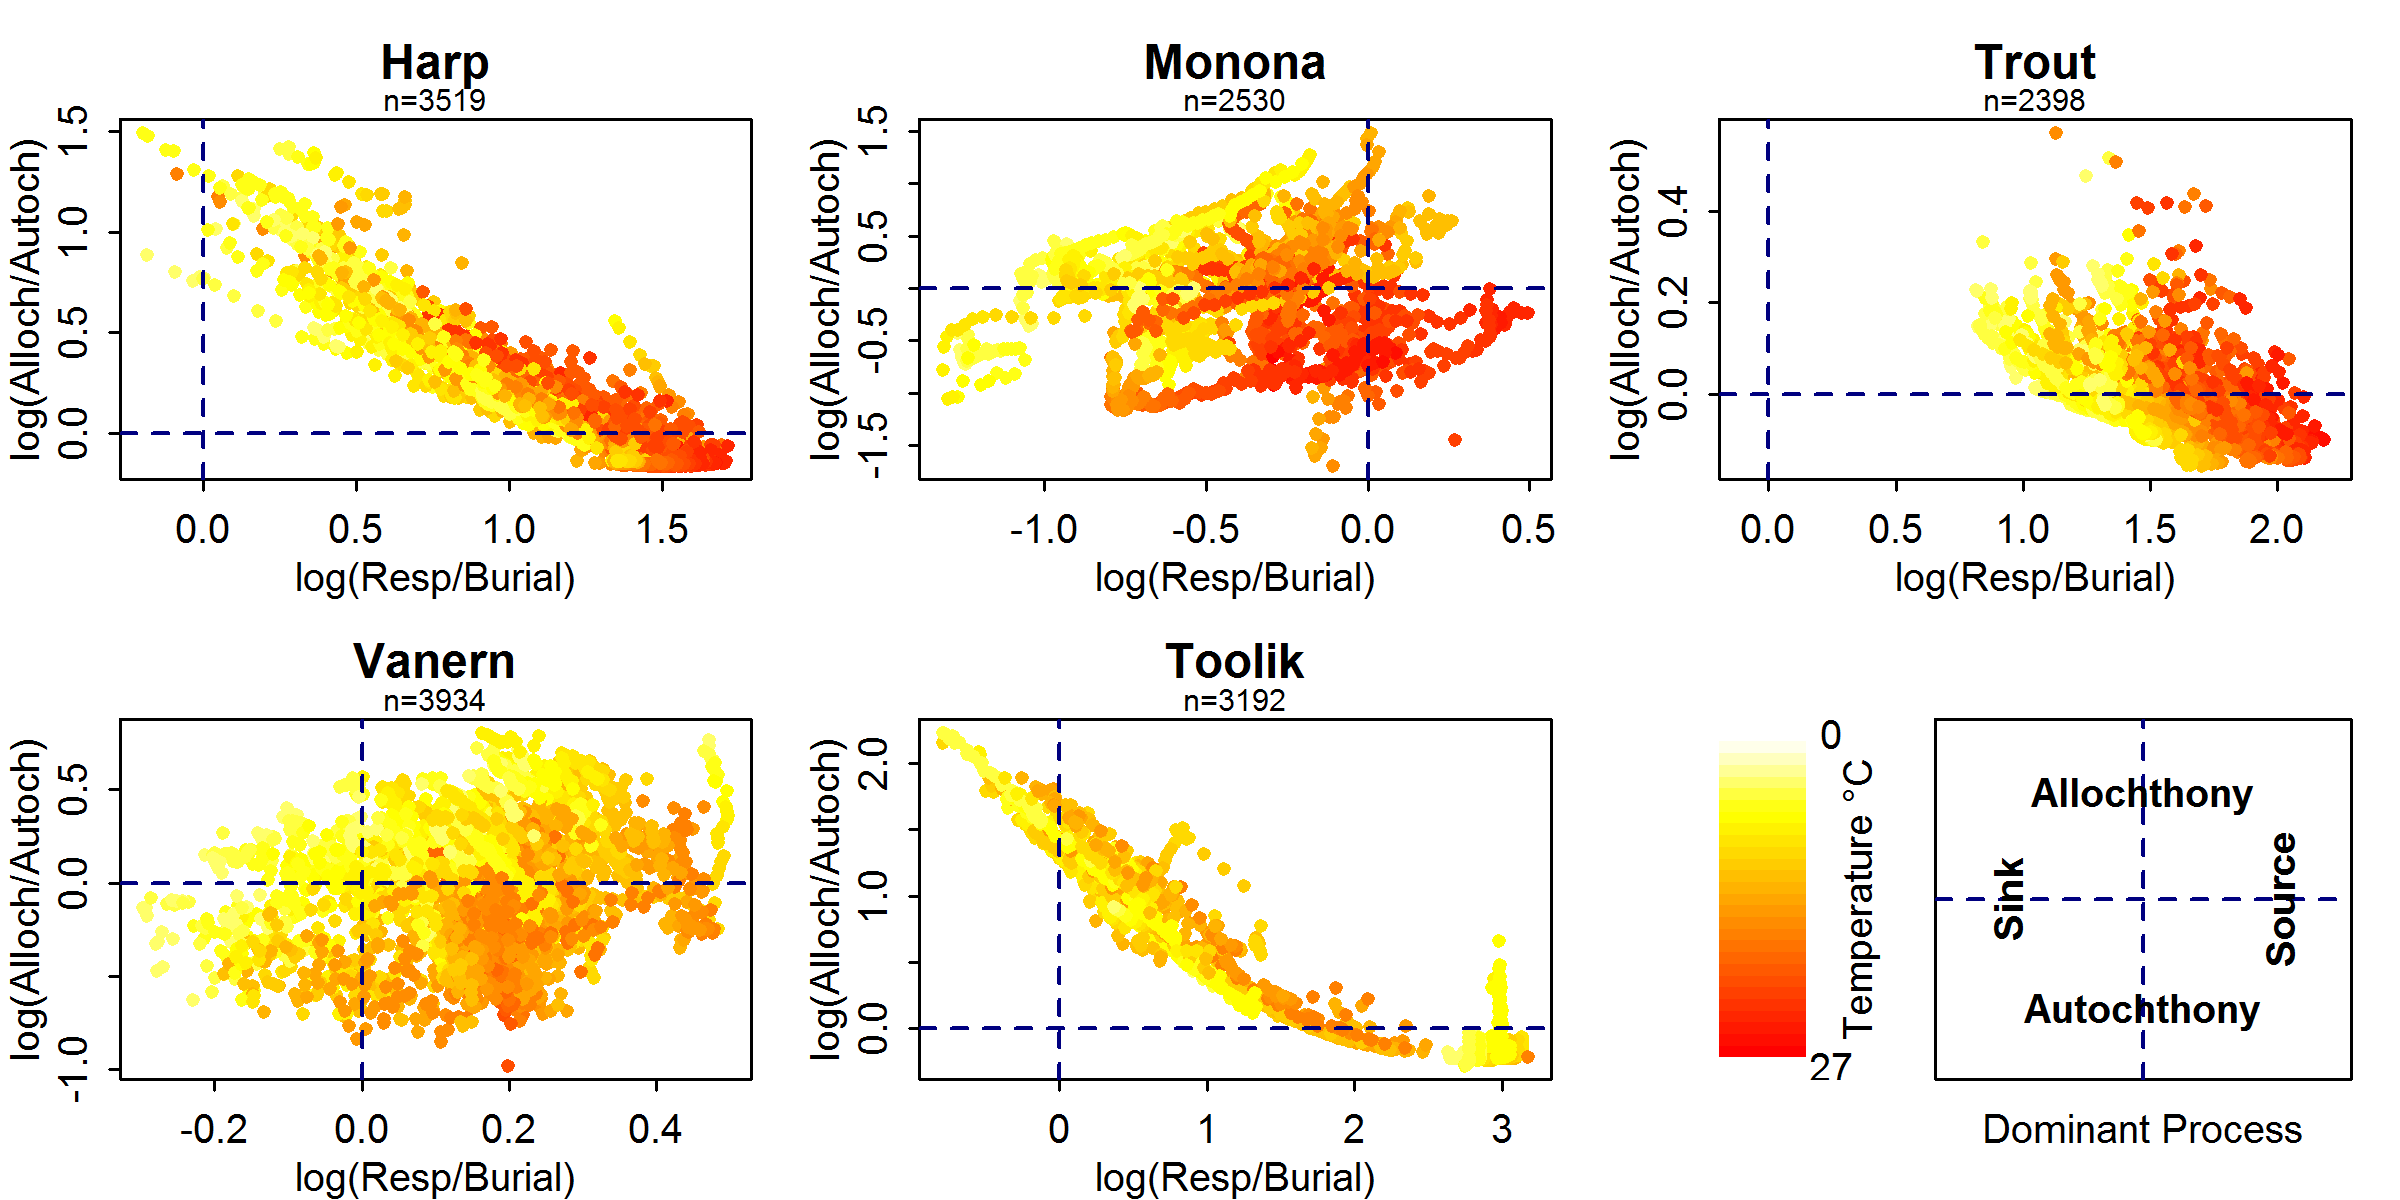 Harp
n=3519
log(Alloch/Autoch)
0.0 0.5 1.0 1.5
0.0 0.5 1.0 1.5
log(Resp/Burial)
Monona
n=2530
log(Alloch/Autoch)
-1.5 -0.5 0.5 1.5
-1.0 -0.5 0.0 0.5
log(Resp/Burial)
Trout
n=2398
log(Alloch/Autoch)
0.0 0.2 0.4
0.0 0.5 1.0 1.5 2.0
log(Resp/Burial)
Vanern
n=3934
log(Alloch/Autoch)
-1.0 0.0 0.5
-0.2 0.0 0.2 0.4
log(Resp/Burial)
Toolik
n=3192
log(Alloch/Autoch)
0.0 1.0 2.0
0 1 2 3
log(Resp/Burial)
0
Temperature °C
27
Allochthony
Sink
Source
Autochthony
Dominant Process